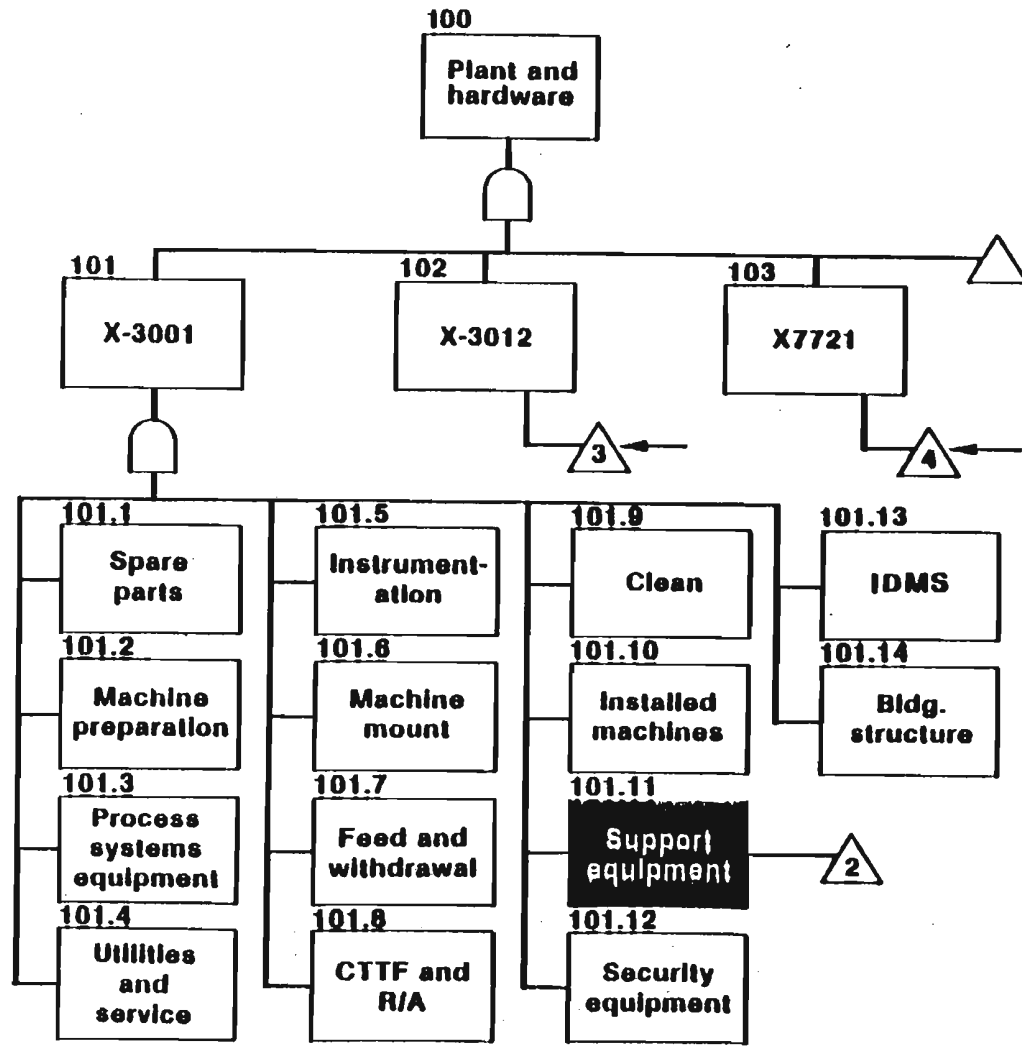 100
Plant and
hardware
101
X-3001
102
X-3012
103
X7721
3
4
101.1
Spare
parts
101.2
Machine
preparation
101.3
Process
systems
equipment
101.4
Utilities
and
service
101.5
Instrument-
ation
101.6
Machine
mount
101.7
Feed and
withdrawal
101.8
CTTF and
R/A
101.9
Clean
101.10
Installed
machines
101.11
Support
equipment
2
101.12
Security
equipment
101.13
IDMS
101.14
Bldg.
structure